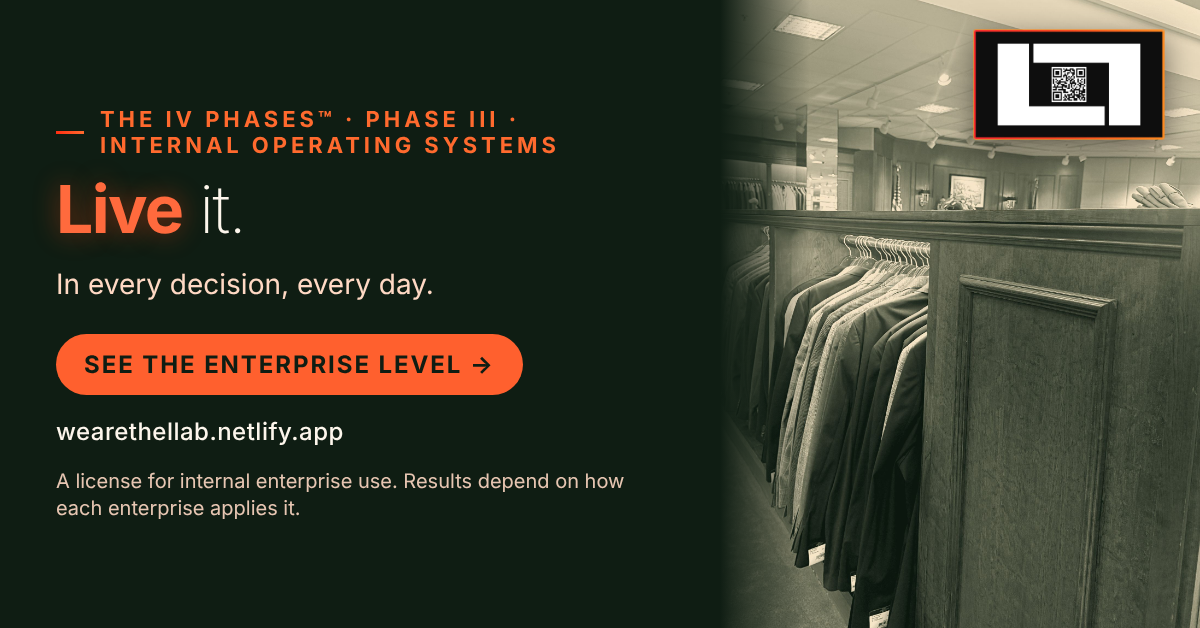 THE IV PHASES™ · PHASE III ·
INTERNAL OPERATING SYSTEMS
Live it.
In every decision, every day.
SEE THE ENTERPRISE LEVEL →
wearethellab.netlify.app
A license for internal enterprise use. Results depend on how
each enterprise applies it.